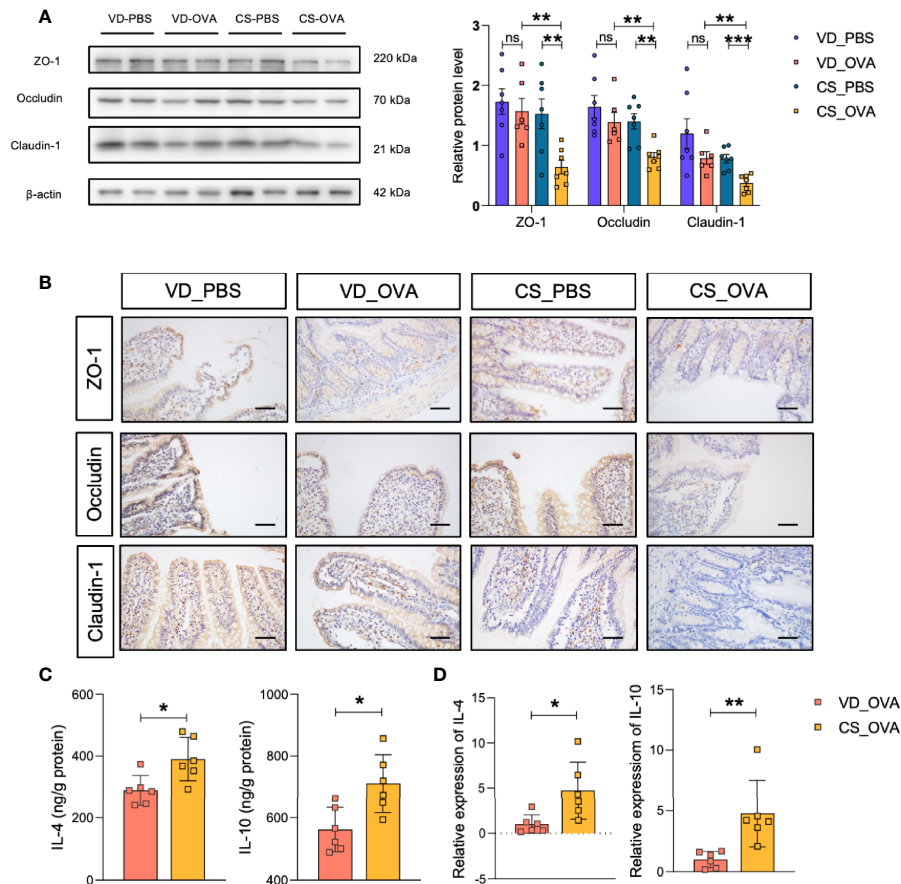 A
VD-PBS VD-OVA CS-PBS CS-OVA
ZO-1 220 kDa
Occludin 70 kDa
Claudin-1 21 kDa
β-actin 42 kDa
Relative protein level
3
2
1
0
ns ** **
ns ** **
ns *** **
ZO-1 Occludin Claudin-1
VD_PBS
VD_OVA
CS_PBS
CS_OVA
B
VD_PBS VD_OVA CS_PBS CS_OVA
ZO-1
Occludin
Claudin-1
C
IL-4 (ng/g protein)
600
400
200
0
*
IL-10 (ng/g protein)
1000
800
600
400
*
D
Relative expression of IL-4
15
10
5
0
-5
*
Relative expression of IL-10
15
10
5
0
**
VD_OVA
CS_OVA